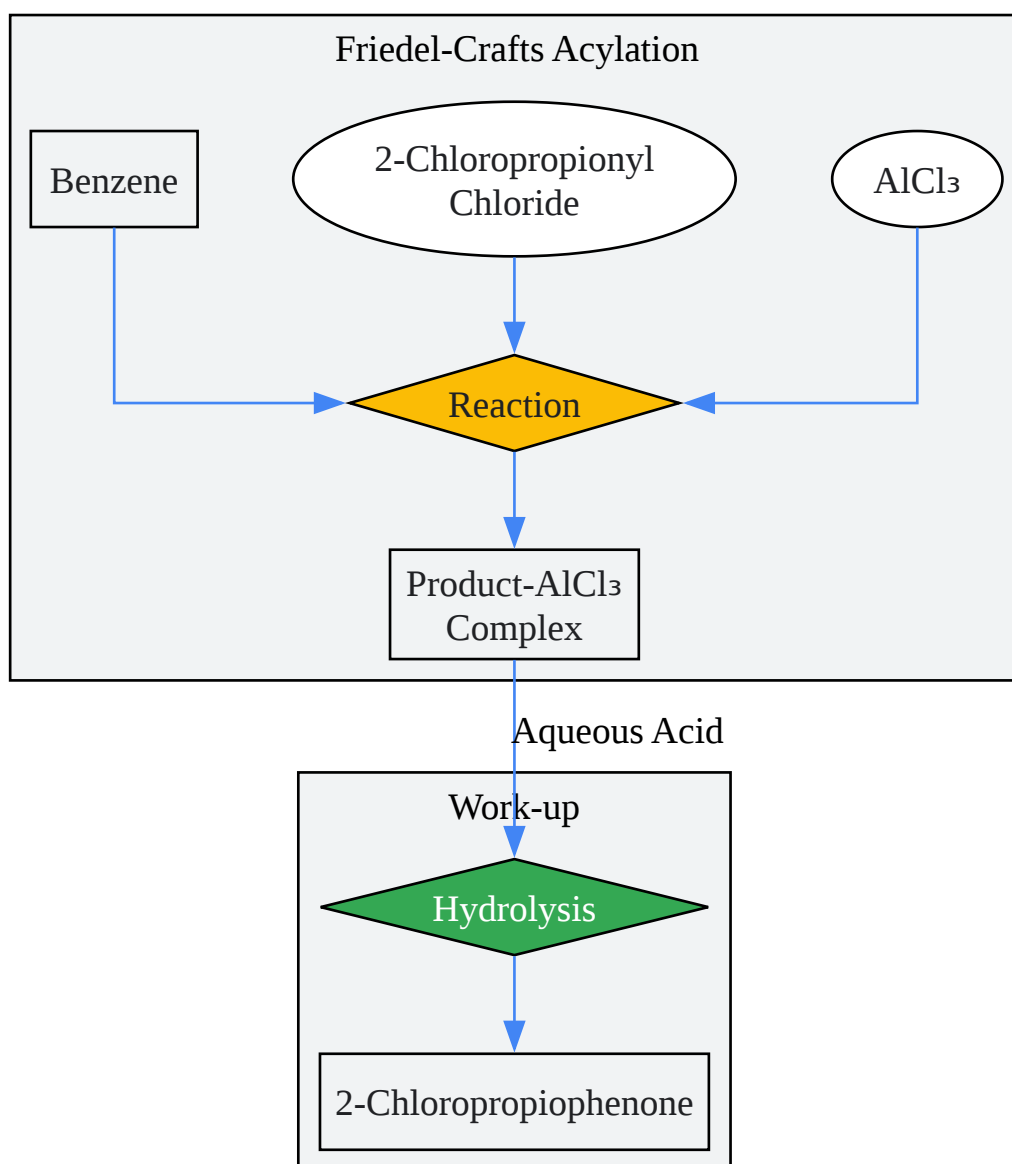 Friedel-Crafts Acylation
Benzene
2-Chloropropionyl
Chloride
AlCl₃
Reaction
Product-AlCl₃
Complex
Aqueous Acid
Work-up
Hydrolysis
2-Chloropropiophenone